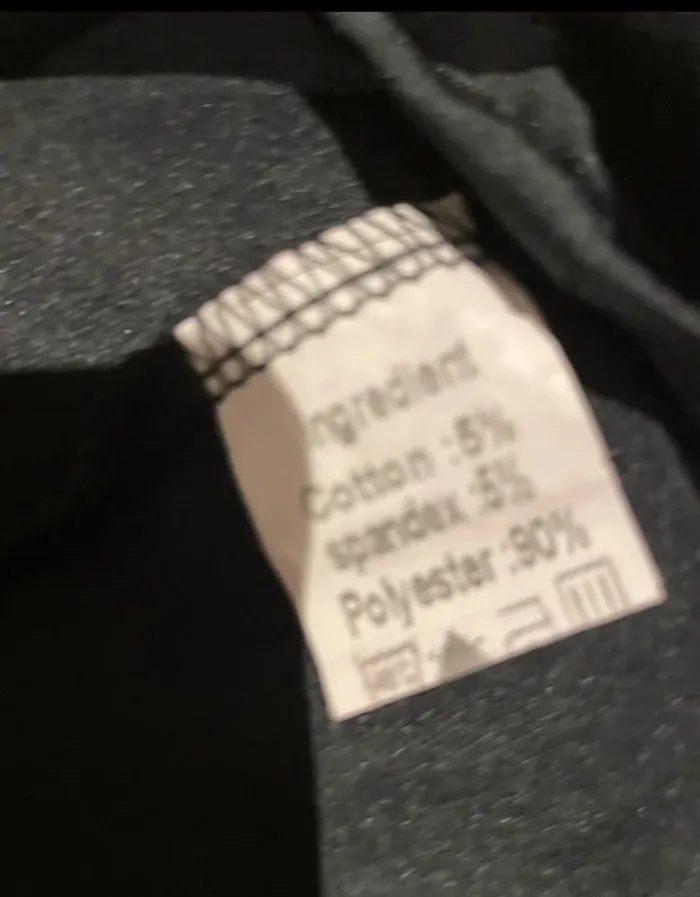 Ingredient
Cotton :5%
spandex :5%
Polyester :90%